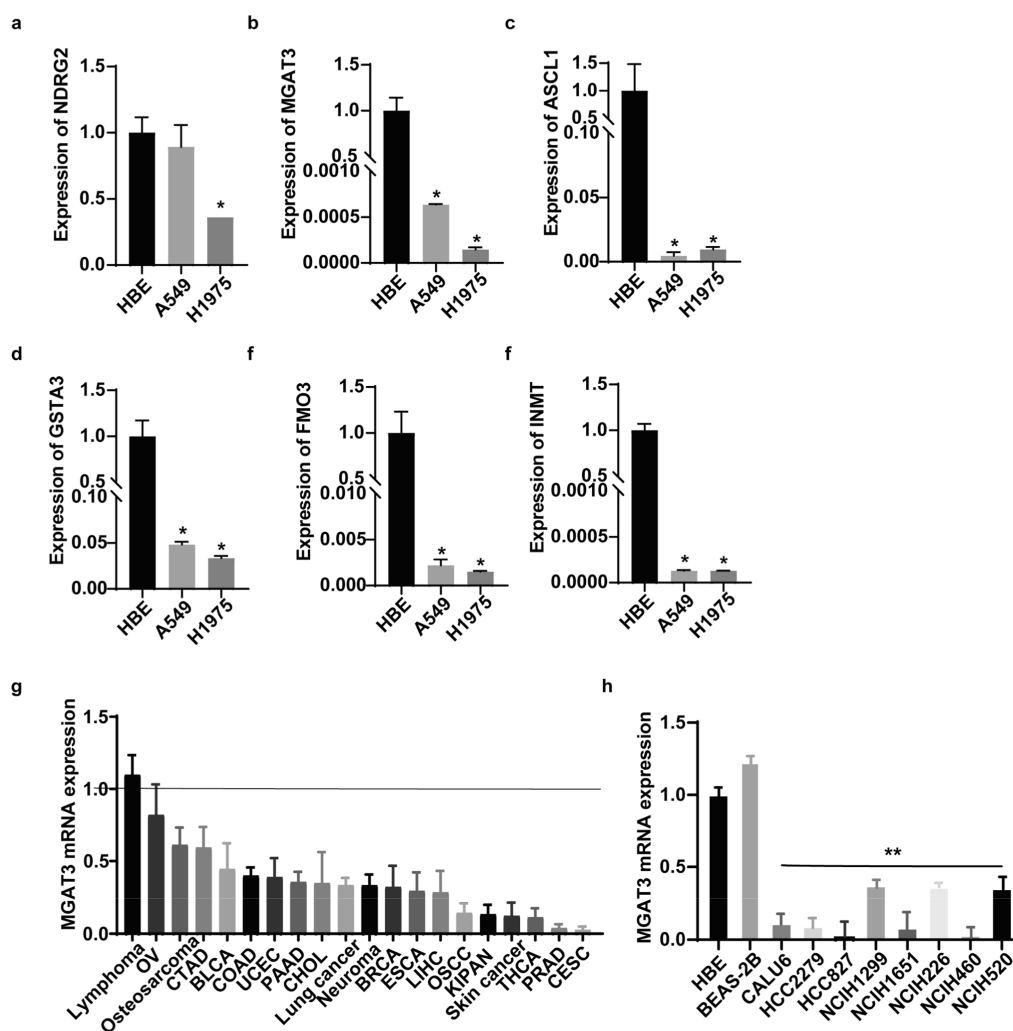 a
Expression of NDRG2
1.5
1.0
0.5
0.0
*
HBE
A549
H1975
b
Expression of MGAT3
1.5
1.0
0.5
0.0010
0.0005
0.0000
*
*
HBE
A549
H1975
c
Expression of ASCL1
1.5
1.0
0.5
0.10
0.05
0.00
*
*
HBE
A549
H1975
d
Expression of GSTA3
1.5
1.0
0.5
0.10
0.05
0.00
*
*
HBE
A549
H1975
f
Expression of FMO3
1.5
1.0
0.5
0.010
0.005
0.000
*
*
HBE
A549
H1975
f
Expression of INMT
1.5
1.0
0.5
0.0010
0.0005
0.0000
*
*
HBE
A549
H1975
g
MGAT3 mRNA expression
1.5
1.0
0.5
0.0
Lymphoma
OV
Osteosarcoma
CTAD
BLCA
COAD
UCEC
PAAD
CHOL
Lung cancer
Neuroma
BRCA
ESCA
LIHC
OSCC
KIPAN
Skin cancer
THCA
PRAD
CESC
h
MGAT3 mRNA expression
1.5
1.0
0.5
0.0
**
HBE
BEAS-2B
CALU6
HCC2279
HCC827
NCIH1299
NCIH1651
NCIH226
NCIH460
NCIH520